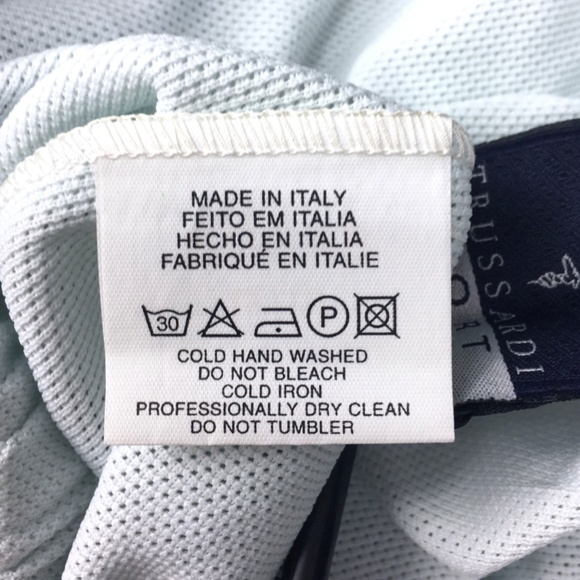 MADE IN ITALY
FEITO EM ITALIA
HECHO EN ITALIA
FABRIQUÉ EN ITALIE
30 P
COLD HAND WASHED
DO NOT BLEACH
COLD IRON
PROFESSIONALLY DRY CLEAN
DO NOT TUMBLER
TRUSSARDI